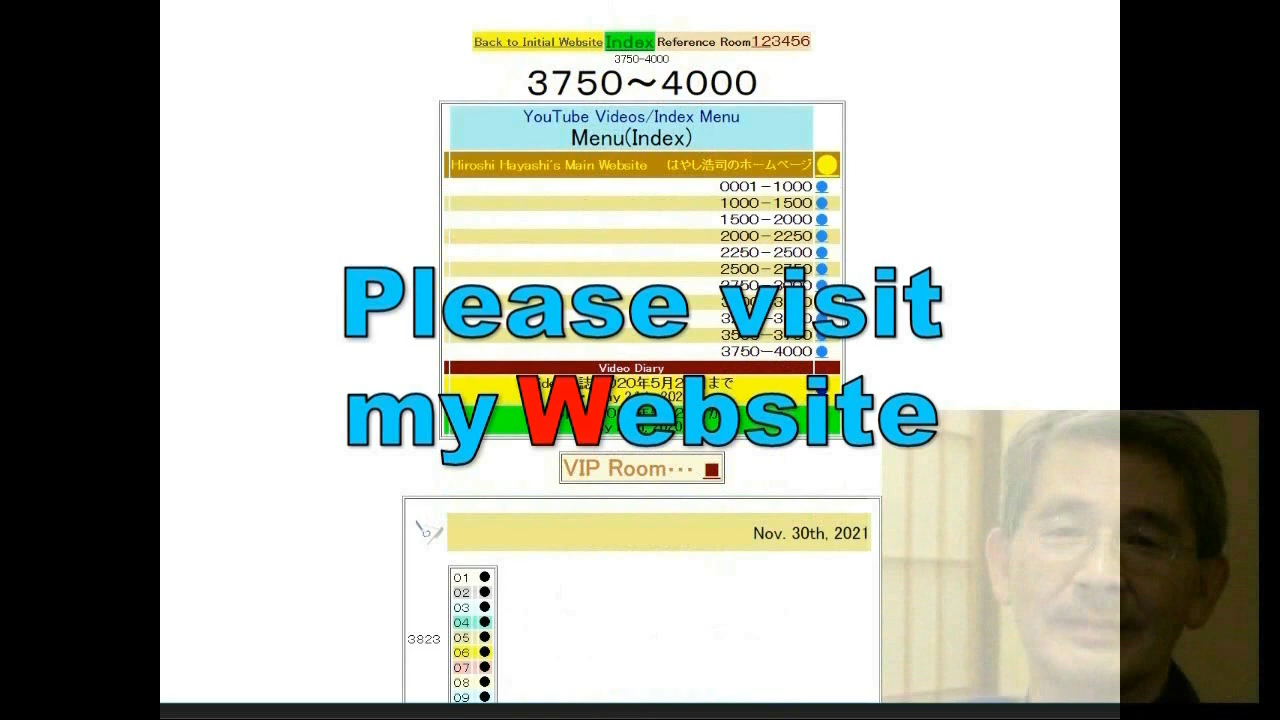 Back to Initial Website Index Reference Room123456
3750-4000
3750～4000
YouTube Videos/Index Menu
Menu(Index)
Hiroshi Hayashi's Main Website はやし浩司のホームページ
0001－1000
1000－1500
1500－2000
2000－2250
2250－2500
2500－2750
Please visit
3750－4000
Video Diary
my Website
VIP Room･･･
Nov. 30th, 2021
01
02
03
04
3823
05
06
07
08
09